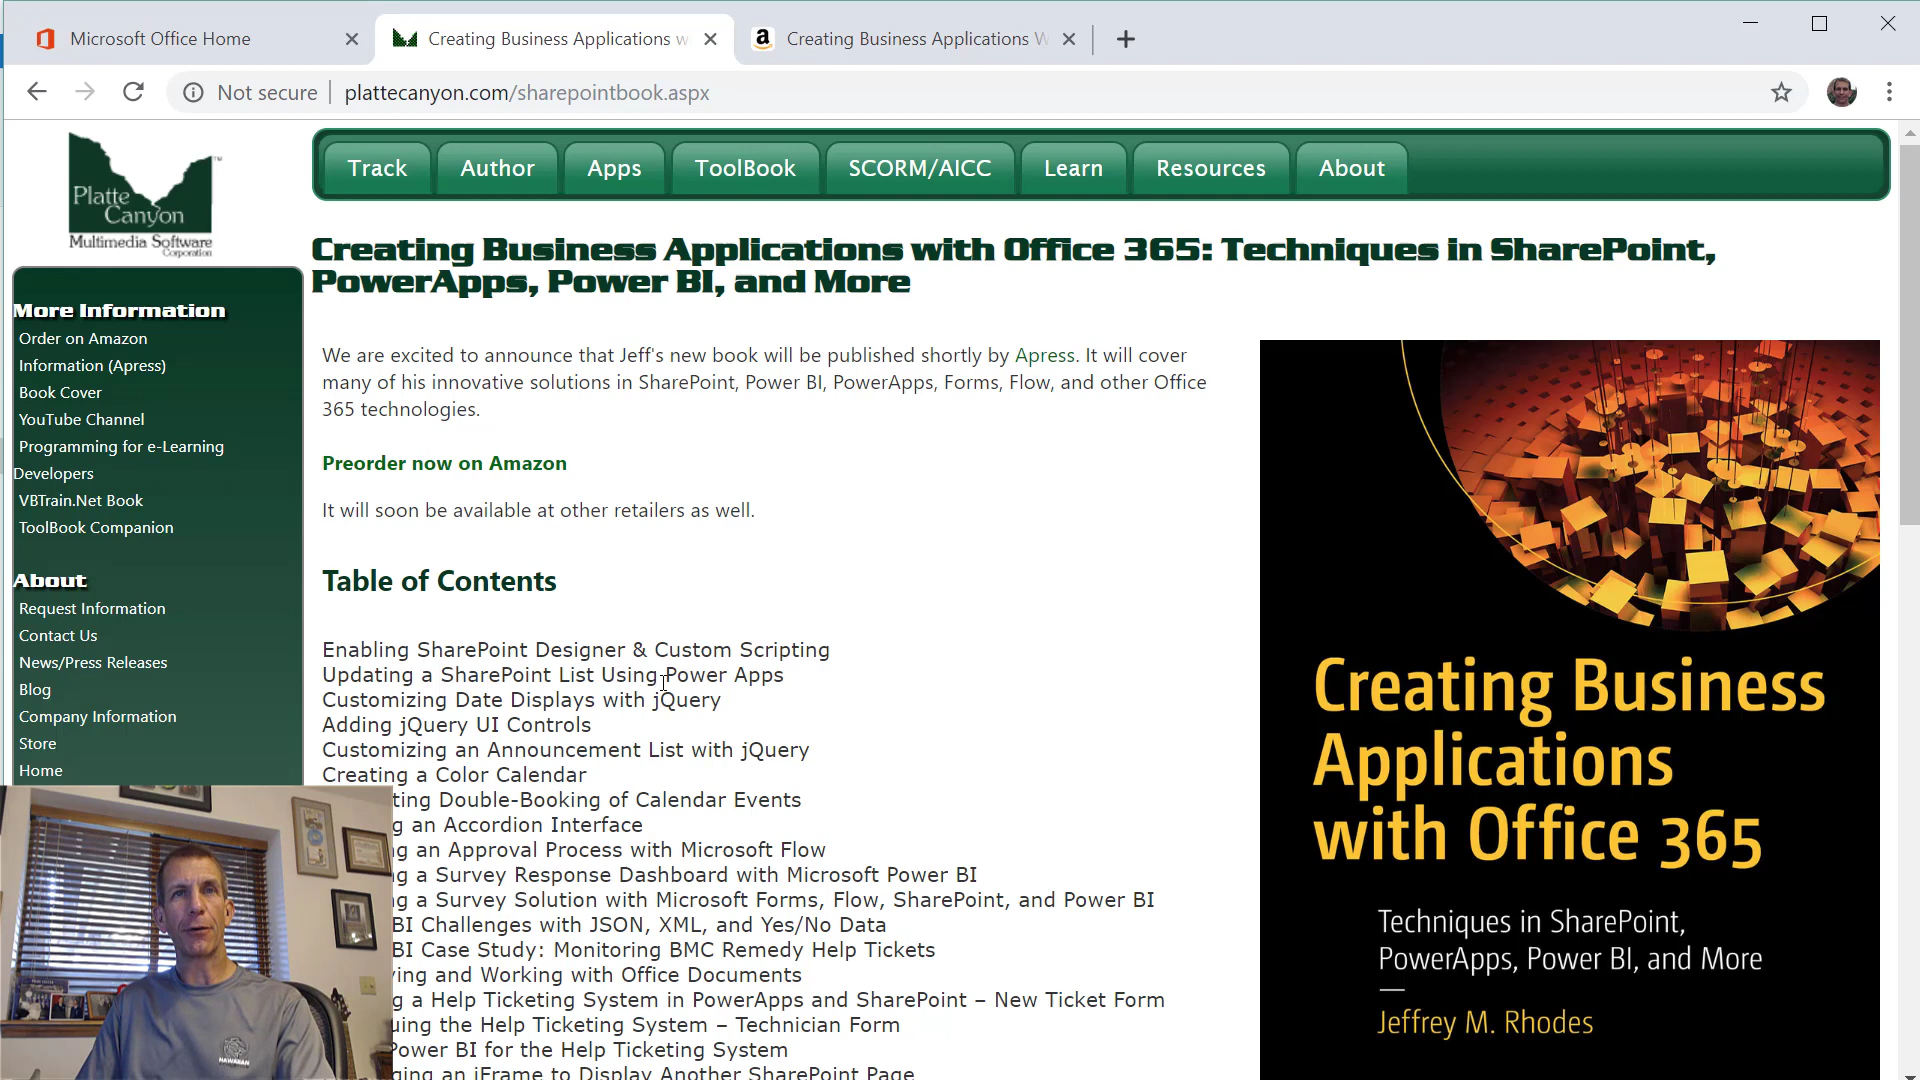 Microsoft Office Home
Creating Business Applications w
Creating Business Applications W
Not secure
plattecanyon.com/sharepointbook.aspx
Platte
Canyon
Multimedia Software
Corporation
Track
Author
Apps
ToolBook
SCORM/AICC
Learn
Resources
About
More Information
Order on Amazon
Information (Apress)
Book Cover
YouTube Channel
Programming for e-Learning
Developers
VBTrain.Net Book
ToolBook Companion
About
Request Information
Contact Us
News/Press Releases
Blog
Company Information
Store
Home
Creating Business Applications with Office 365: Techniques in SharePoint,
PowerApps, Power BI, and More
We are excited to announce that Jeff's new book will be published shortly by Apress. It will cover
many of his innovative solutions in SharePoint, Power BI, PowerApps, Forms, Flow, and other Office
365 technologies.
Preorder now on Amazon
It will soon be available at other retailers as well.
Table of Contents
Enabling SharePoint Designer & Custom Scripting
Updating a SharePoint List Using Power Apps
Customizing Date Displays with jQuery
Adding jQuery UI Controls
Customizing an Announcement List with jQuery
Creating a Color Calendar
ting Double-Booking of Calendar Events
g an Accordion Interface
ng an Approval Process with Microsoft Flow
g a Survey Response Dashboard with Microsoft Power BI
g a Survey Solution with Microsoft Forms, Flow, SharePoint, and Power BI
BI Challenges with JSON, XML, and Yes/No Data
BI Case Study: Monitoring BMC Remedy Help Tickets
ying and Working with Office Documents
g a Help Ticketing System in PowerApps and SharePoint – New Ticket Form
uing the Help Ticketing System – Technician Form
Power BI for the Help Ticketing System
ging an iFrame to Display Another SharePoint Page
Creating Business
Applications
with Office 365
Techniques in SharePoint,
PowerApps, Power BI, and More
—
Jeffrey M. Rhodes